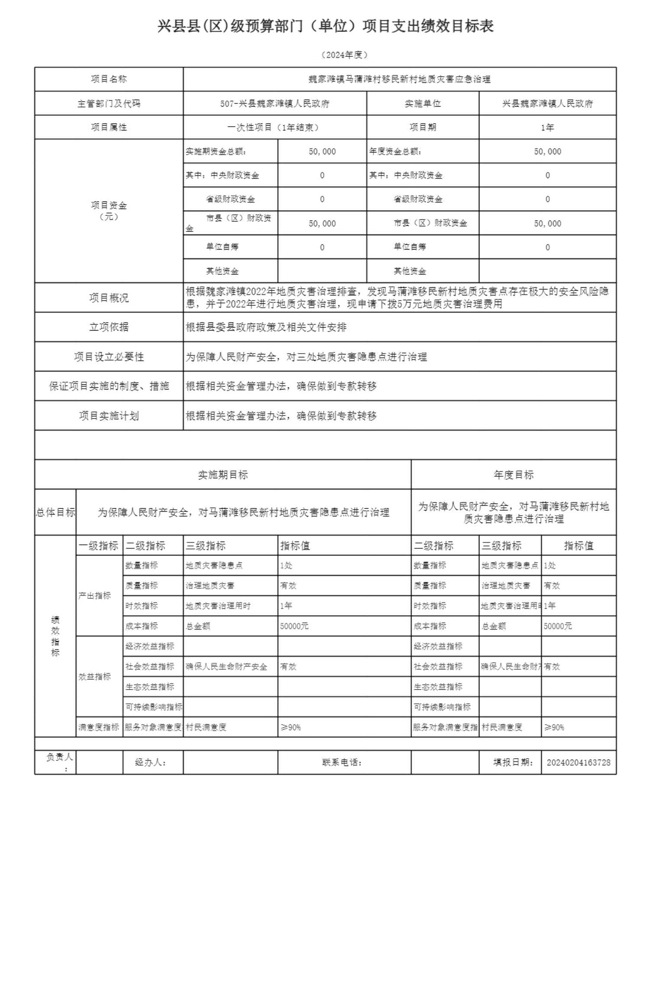 兴县县(区)级预算部门（单位）项目支出绩效目标表
（2024年度）
项目名称 魏家滩镇马蒲滩村移民新村地质灾害应急治理
主管部门及代码 507-兴县魏家滩镇人民政府 实施单位 兴县魏家滩镇人民政府
项目属性 一次性项目（1年结束） 项目期 1年
项目资金
（元）
实施期资金总额： 50,000 年度资金总额： 50,000
其中：中央财政资金 0 其中：中央财政资金 0
省级财政资金 0 省级财政资金 0
市县（区）财政资
金 50,000 市县（区）财政资金 50,000
单位自筹 0 单位自筹 0
其他资金 其他资金
项目概况 根据魏家滩镇2022年地质灾害治理排查，发现马蒲滩移民新村地质灾害点存在极大的安全风险隐
患，并于2022年进行地质灾害治理，现申请下拨5万元地质灾害治理费用
立项依据 根据县委县政府政策及相关文件安排
项目设立必要性 为保障人民财产安全，对三处地质灾害隐患点进行治理
保证项目实施的制度、措施 根据相关资金管理办法，确保做到专款转移
项目实施计划 根据相关资金管理办法，确保做到专款转移
实施期目标 年度目标
总体目标 为保障人民财产安全，对马蒲滩移民新村地质灾害隐患点进行治理 为保障人民财产安全，对马蒲滩移民新村地
质灾害隐患点进行治理
绩
效
指
标
一级指标 二级指标 三级指标 指标值 二级指标 三级指标 指标值
产出指标
数量指标 地质灾害隐患点 1处 数量指标 地质灾害隐患点 1处
质量指标 治理地质灾害 有效 质量指标 治理地质灾害 有效
时效指标 地质灾害治理用时 1年 时效指标 地质灾害治理用 1年
成本指标 总金额 50000元 成本指标 总金额 50000元
效益指标
经济效益指标 经济效益指标
社会效益指标 确保人民生命财产安全 有效 社会效益指标 确保人民生命财 有效
生态效益指标 生态效益指标
可持续影响指标 可持续影响指标
满意度指标 服务对象满意度 村民满意度 ≥90% 服务对象满意度指 村民满意度 ≥90%
负责人
： 经办人： 联系电话： 填报日期： 20240204163728